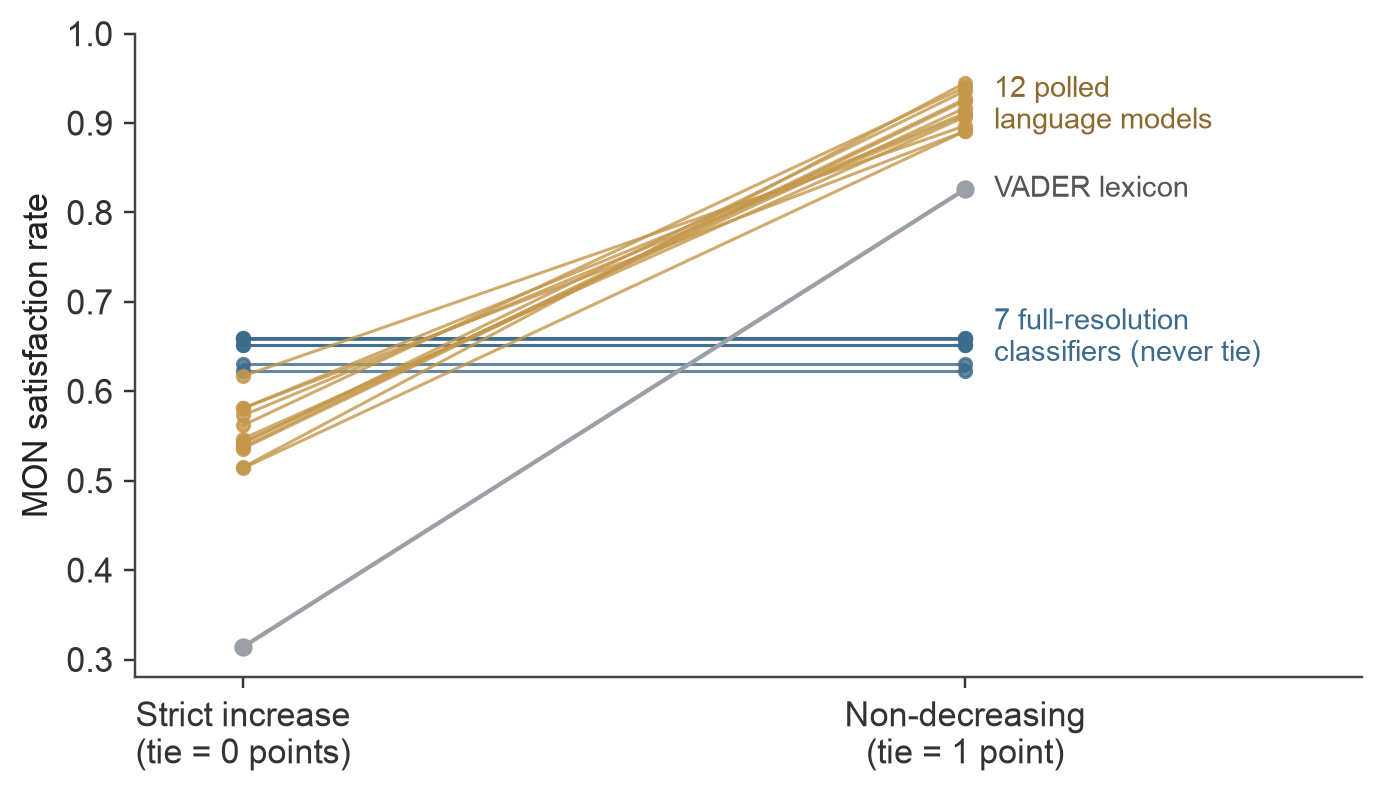 MON satisfaction rate
1.0
0.9
0.8
0.7
0.6
0.5
0.4
0.3
12 polled
language models
VADER lexicon
7 full-resolution
classifiers (never tie)
Strict increase
(tie = 0 points)
Non-decreasing
(tie = 1 point)